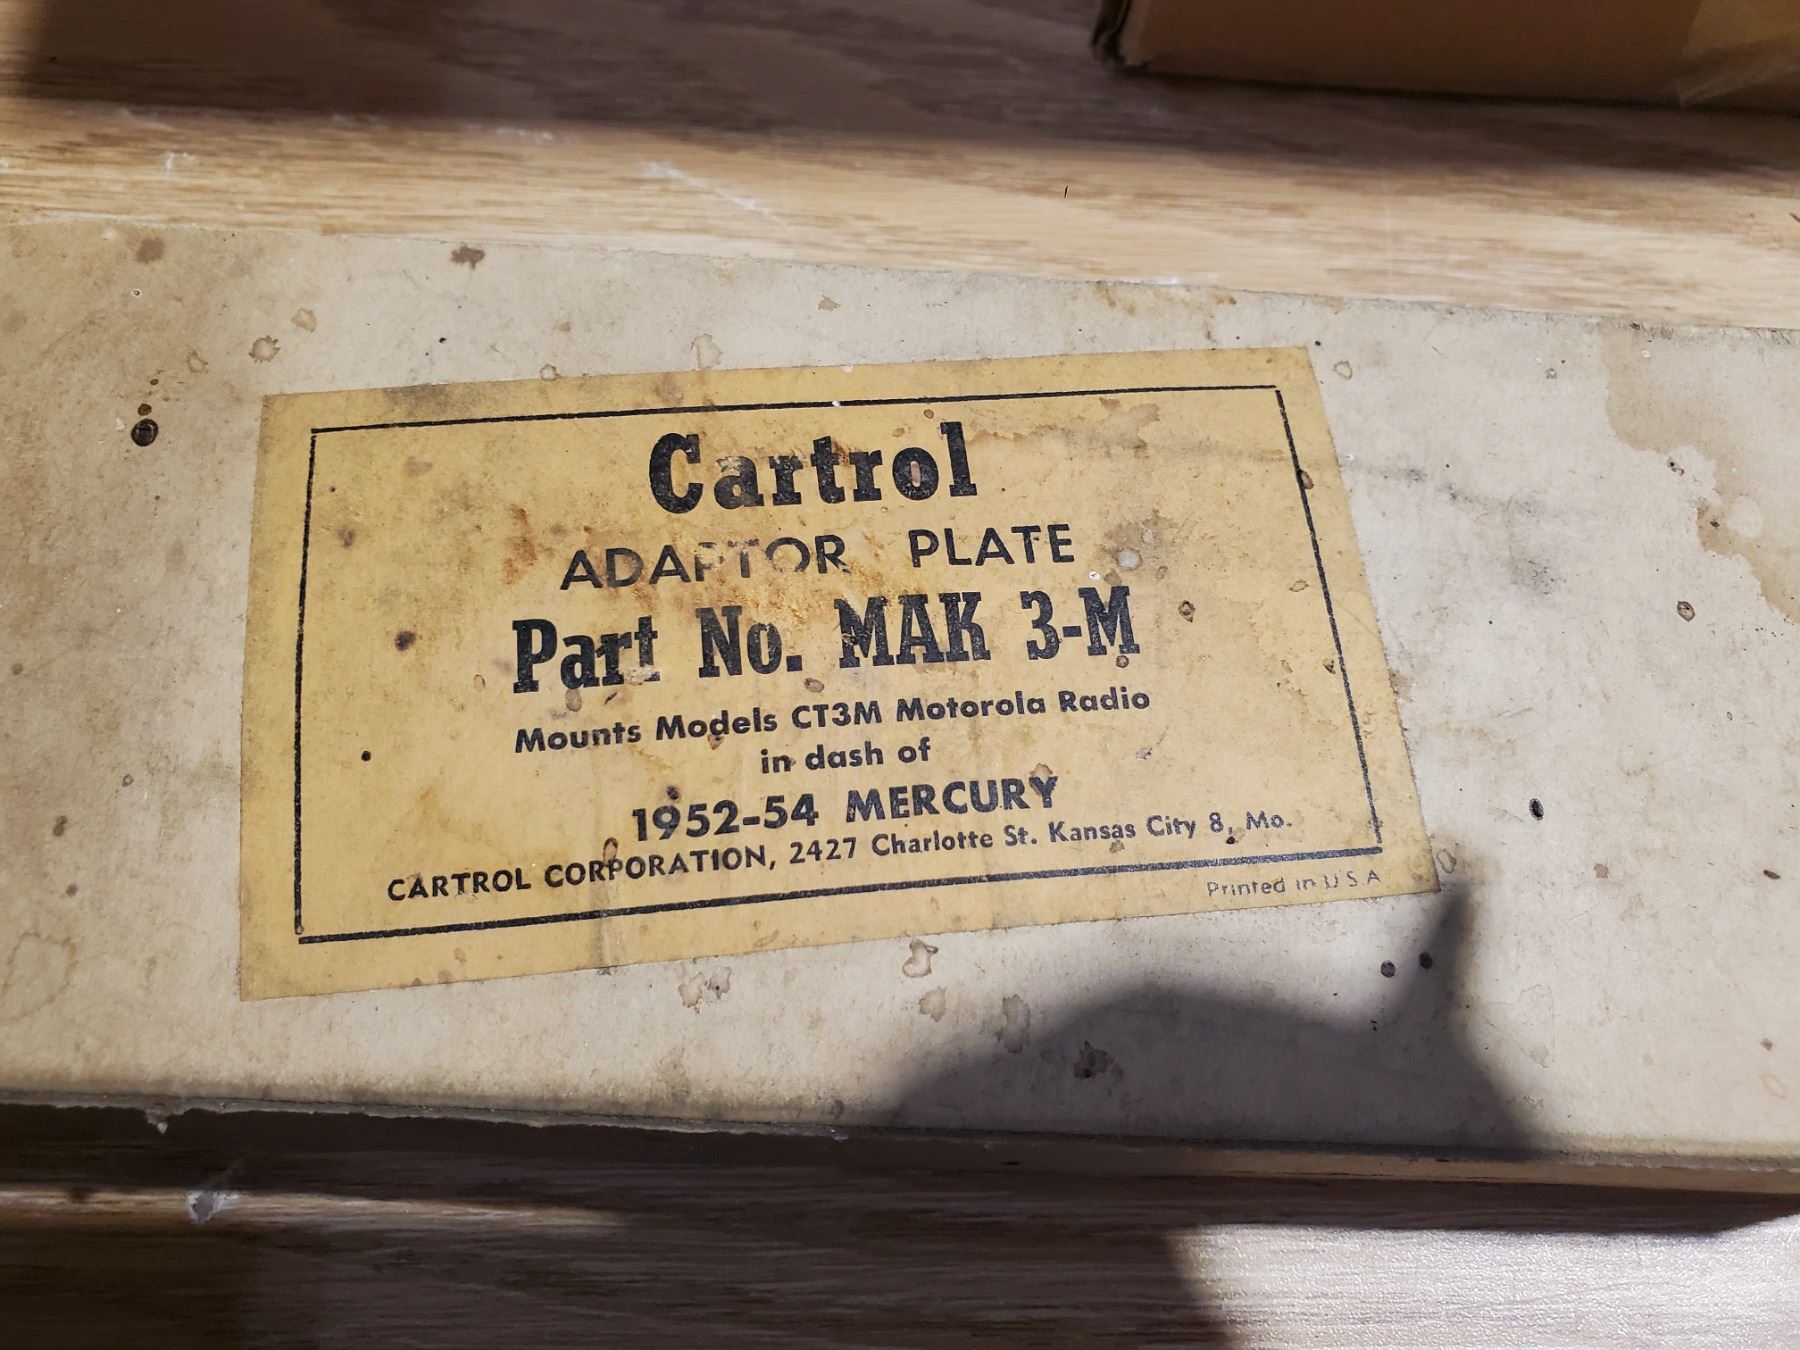 Cartrol
ADAPTOR PLATE
Part No. MAK 3-M
Mounts Models CT3M Motorola Radio
in dash of
1952-54 MERCURY
CARTROL CORPORATION, 2427 Charlotte St. Kansas City 8, Mo.
Printed in U S A